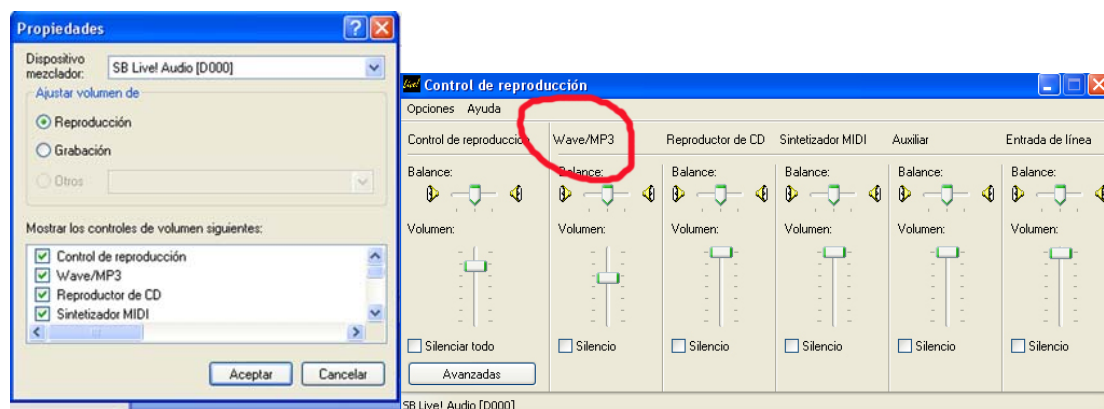 Propiedades
Dispositivo mezclador:
SB Live! Audio [D000]
Ajustar volumen de
Reproducción
Grabación
Otros
Mostrar los controles de volumen siguientes:
Control de reproducción
Wave/MP3
Reproductor de CD
Sintetizador MIDI
Aceptar Cancelar
Live! Control de reproducción
Opciones Ayuda
Control de reproducción Wave/MP3 Reproductor de CD Sintetizador MIDI Auxiliar Entrada de línea
Balance: Balance: Balance: Balance: Balance: Balance:
Volumen: Volumen: Volumen: Volumen: Volumen: Volumen:
Silenciar todo Silencio Silencio Silencio Silencio Silencio
Avanzadas
SB Live! Audio [D000]